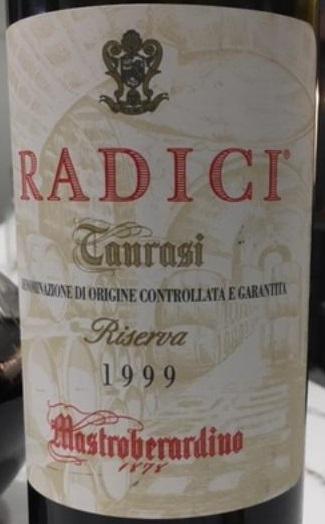 RADICI®
Taurasi
DENOMINAZIONE DI ORIGINE CONTROLLATA E GARANTITA
Riserva
1999
Mastroberardino
1878